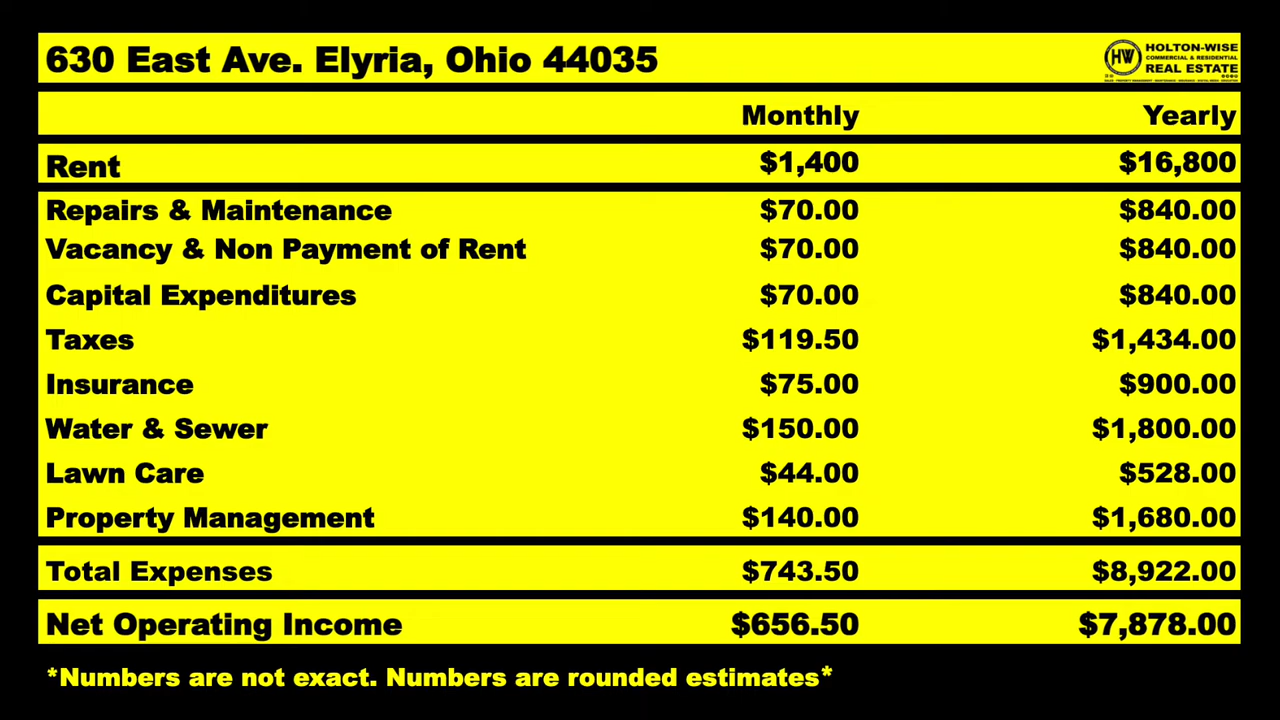 630 East Ave. Elyria, Ohio 44035
HW
HOLTON-WISE
COMMERCIAL & RESIDENTIAL
REAL ESTATE
Monthly Yearly
Rent $1,400 $16,800
Repairs & Maintenance $70.00 $840.00
Vacancy & Non Payment of Rent $70.00 $840.00
Capital Expenditures $70.00 $840.00
Taxes $119.50 $1,434.00
Insurance $75.00 $900.00
Water & Sewer $150.00 $1,800.00
Lawn Care $44.00 $528.00
Property Management $140.00 $1,680.00
Total Expenses $743.50 $8,922.00
Net Operating Income $656.50 $7,878.00
*Numbers are not exact. Numbers are rounded estimates*